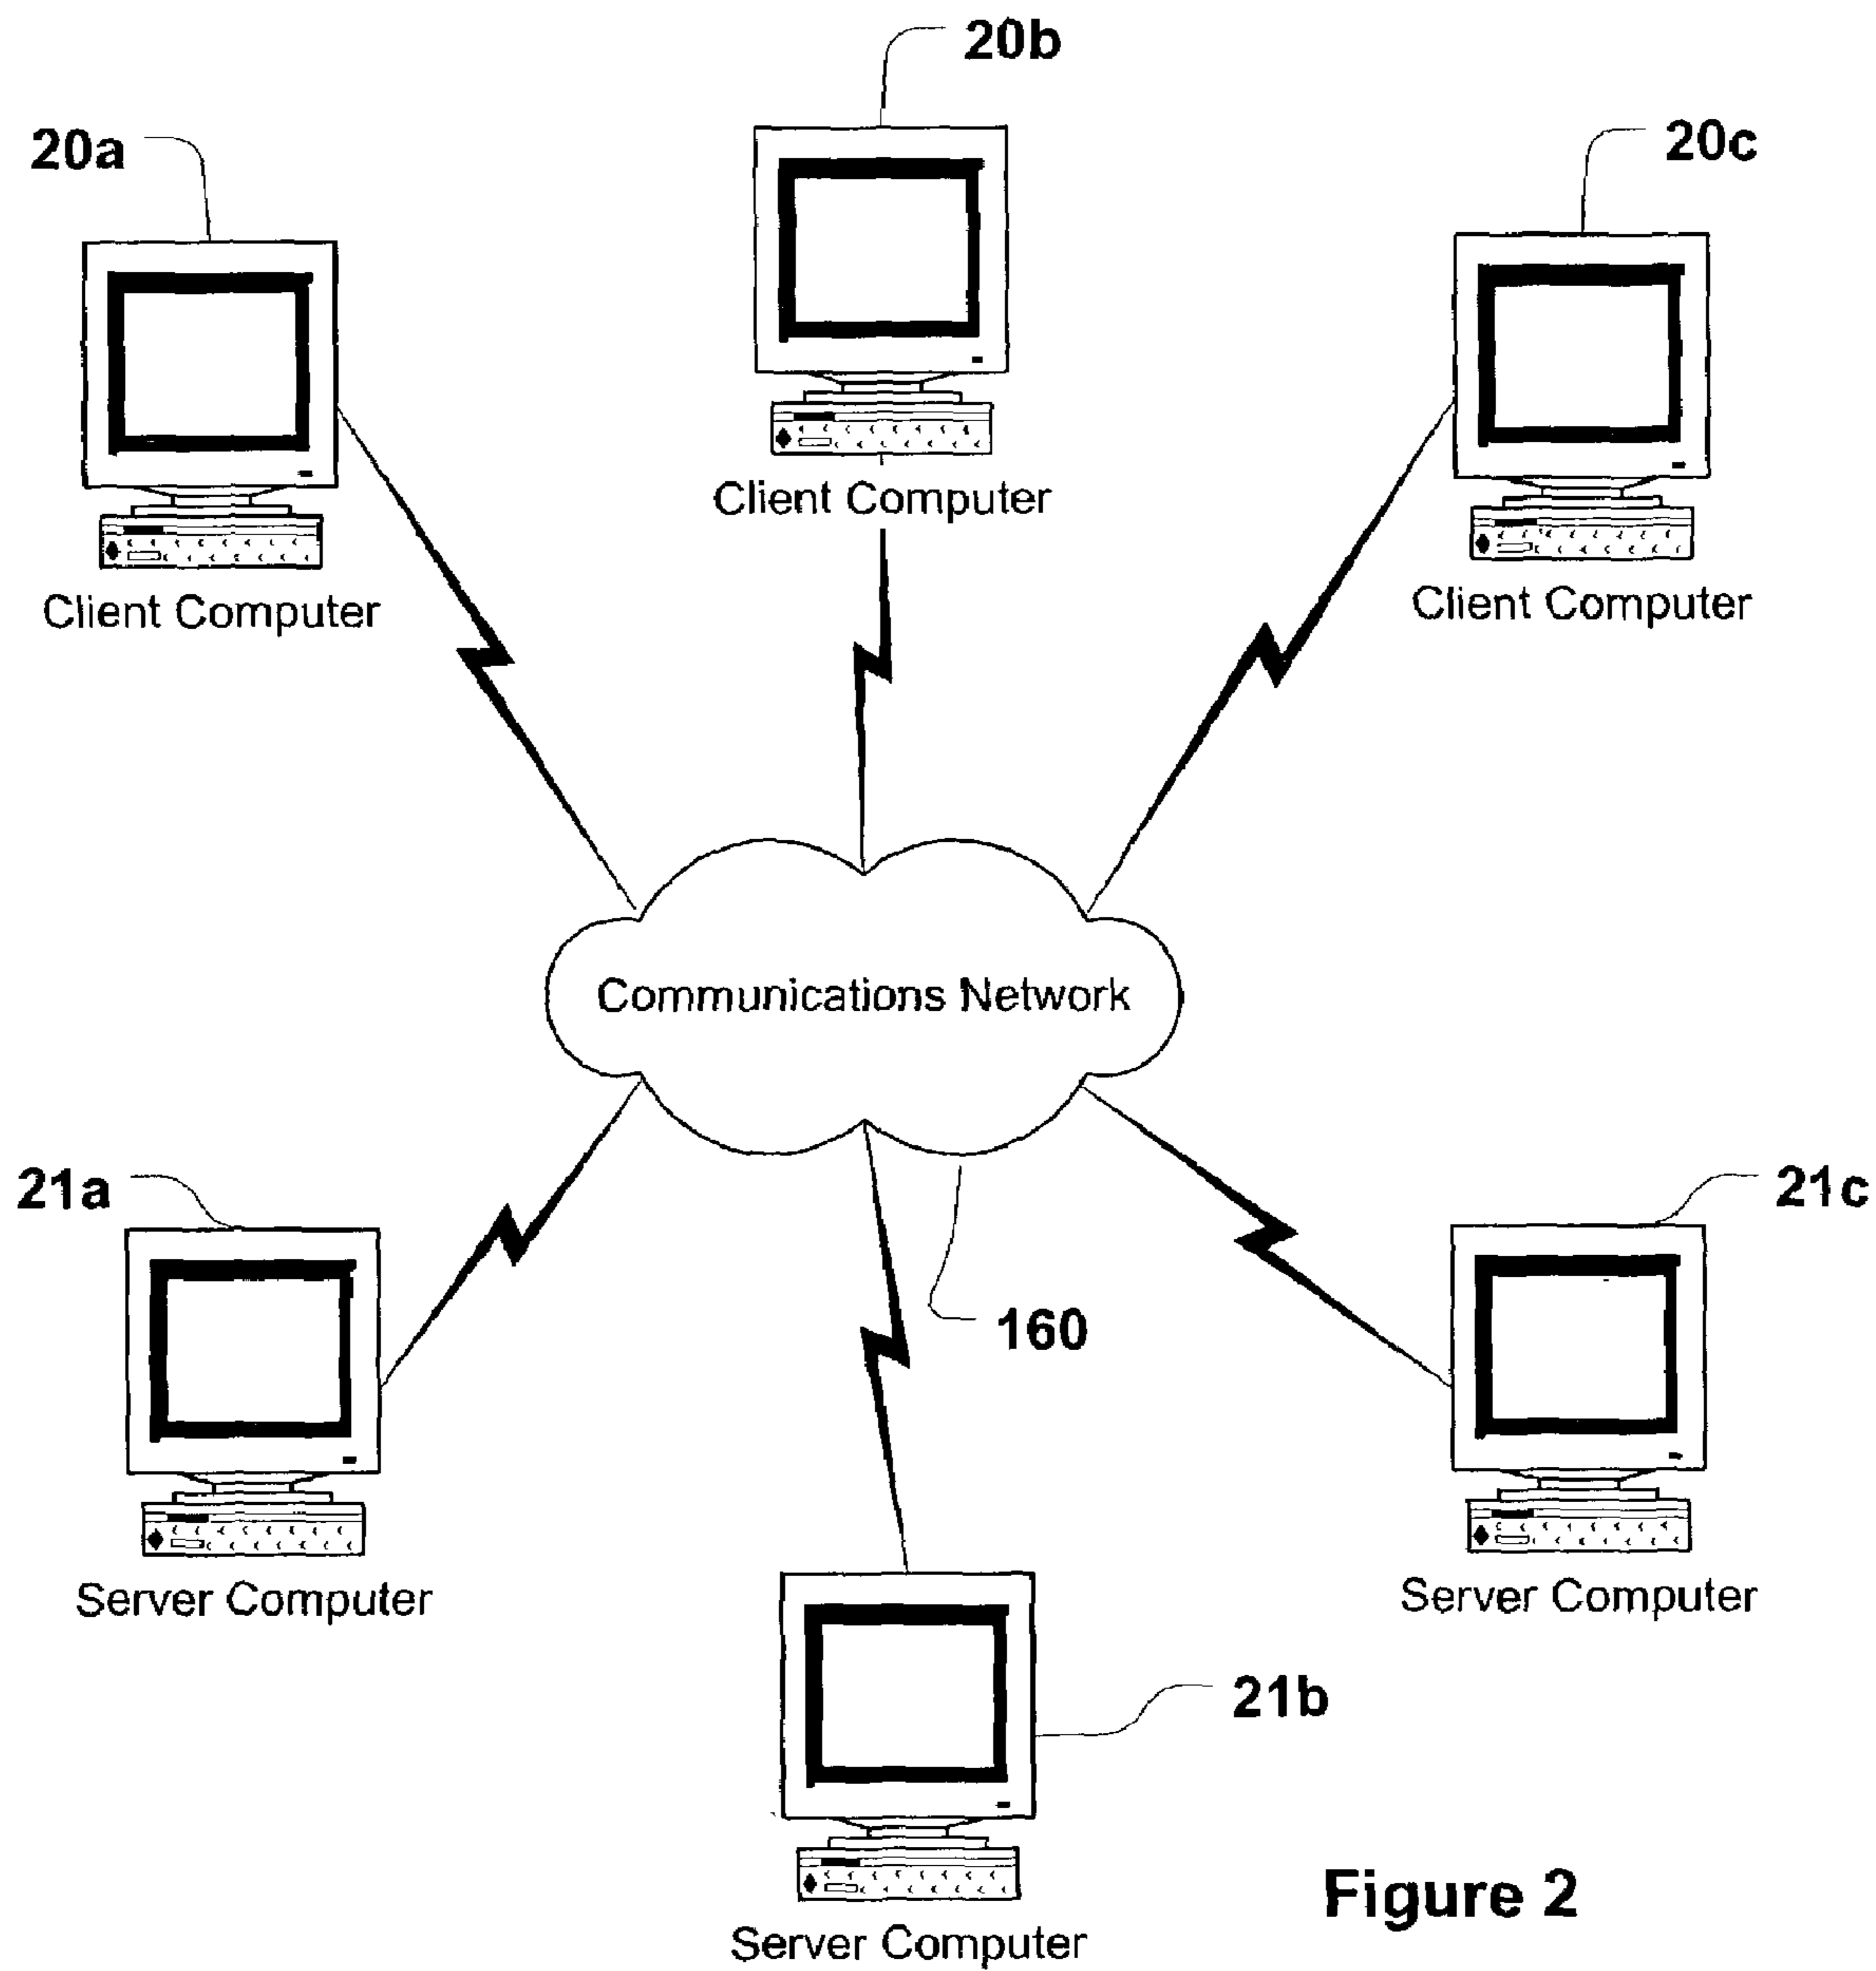 20b
20a
20c
Client Computer
Client Computer
Client Computer
Communications Network
21a
21c
160
Server Computer
Server Computer
21b
Figure 2
Server Computer